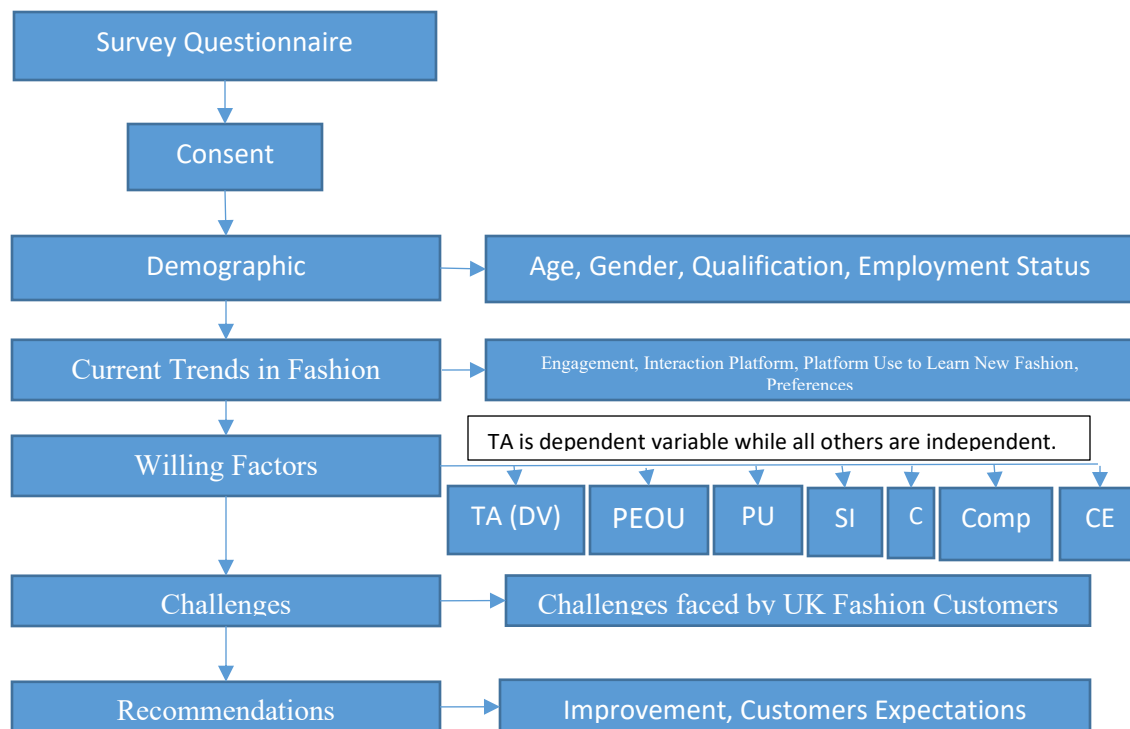 Survey Questionnaire
Consent
Demographic
Age, Gender, Qualification, Employment Status
Current Trends in Fashion
Engagement, Interaction Platform, Platform Use to Learn New Fashion,
Preferences
TA is dependent variable while all others are independent.
Willing Factors
TA (DV)
PEOU
PU
SI
C
Comp
CE
Challenges
Challenges faced by UK Fashion Customers
Recommendations
Improvement, Customers Expectations